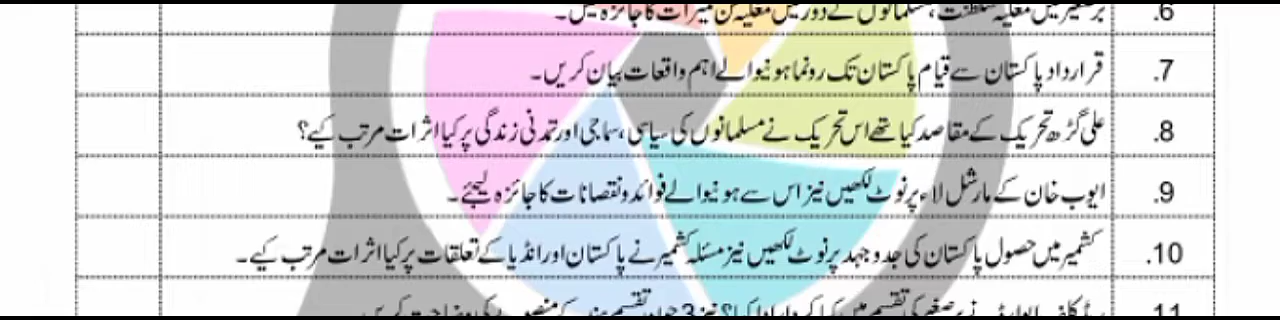 6. برصغیر میں مغلیہ سلطنت، مسلمانوں کے دور میں مغلیہ فن میراث کا جائزہ لیں۔
7. قرارداد پاکستان سے قیام پاکستان تک رونما ہونیوالے اہم واقعات بیان کریں۔
8. علی گڑھ تحریک کے مقاصد کیا تھے اس تحریک نے مسلمانوں کی سیاسی، سماجی اور تمدنی زندگی پر کیا اثرات مرتب کیے؟
9. ایوب خان کے مارشل لاء پر نوٹ لکھیں نیز اس سے ہونیوالے فوائد ونقصانات کا جائزہ لیجئے۔
10. کشمیر میں حصول پاکستان کی جدوجہد پر نوٹ لکھیں نیز مسئلہ کشمیر نے پاکستان اور انڈیا کے تعلقات پر کیا اثرات مرتب کیے۔
11.